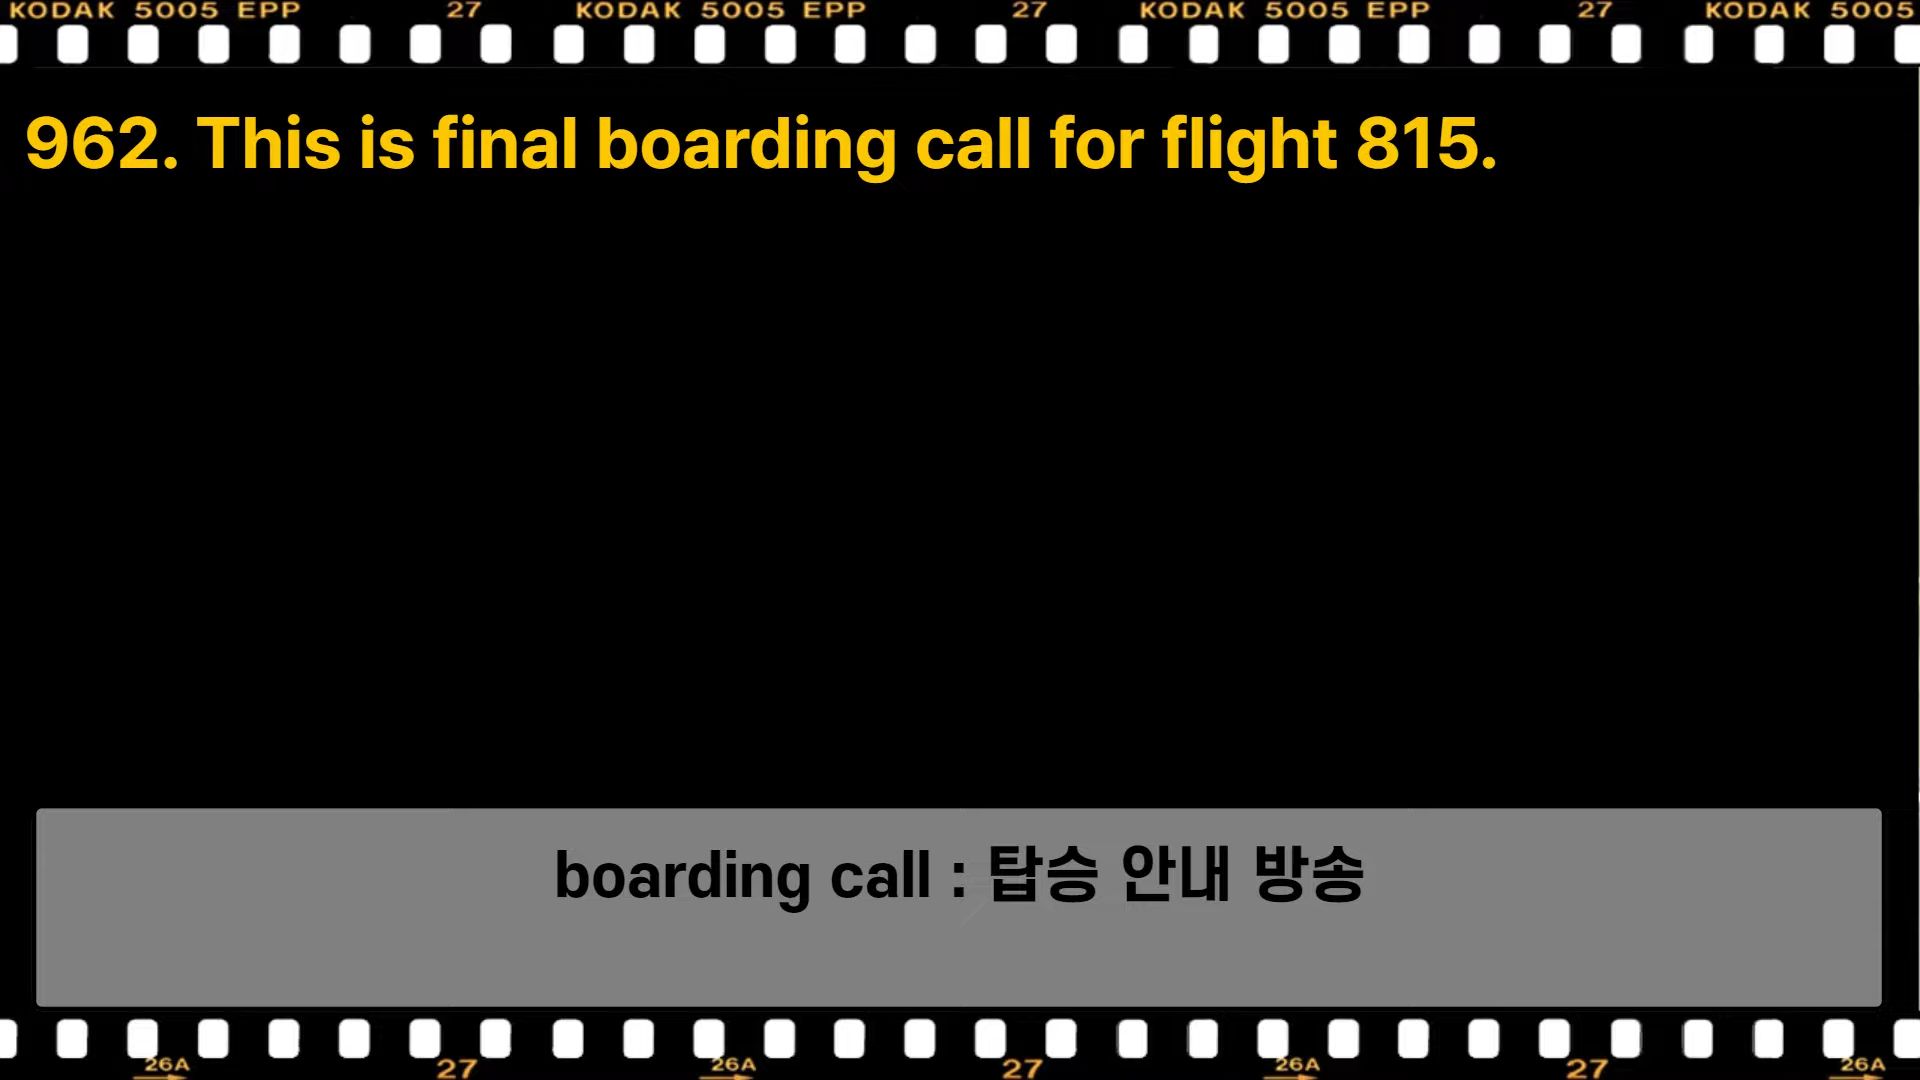 KODAK 5005 EPP 27 KODAK 5005 EPP 27 KODAK 5005 EPP 27 KODAK 5005
962. This is final boarding call for flight 815.
boarding call : 탑승 안내 방송
26A 27 26A 27 26A 27 26A